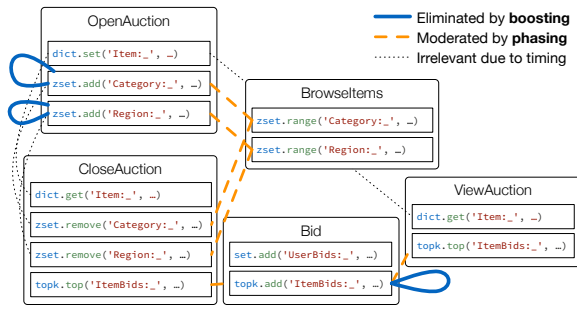 OpenAuction
dict.set('Item:_', …)
zset.add('Category:_', …)
zset.add('Region:_', …)
Eliminated by boosting
Moderated by phasing
Irrelevant due to timing
BrowseItems
zset.range('Category:_', …)
zset.range('Region:_', …)
CloseAuction
dict.get('Item:_', …)
zset.remove('Category:_', …)
zset.remove('Region:_', …)
topk.top('ItemBids:_', …)
Bid
set.add('UserBids:_', …)
topk.add('ItemBids:_', …)
ViewAuction
dict.get('Item:_', …)
topk.top('ItemBids:_', …)